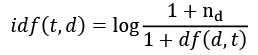 idf(t,d) = log (1 + n_d) / (1 + df(d,t))